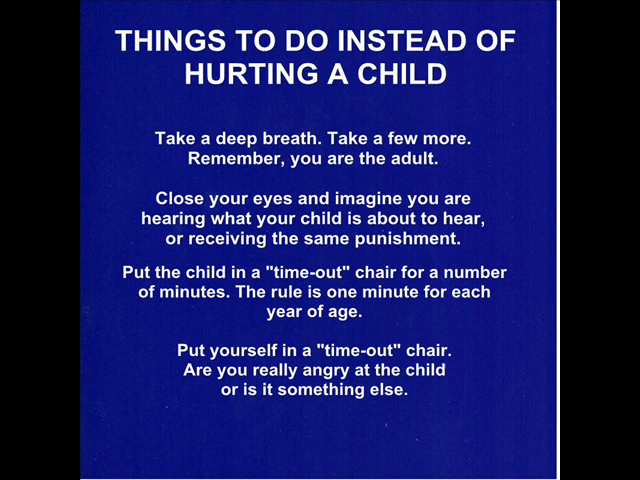 THINGS TO DO INSTEAD OF
HURTING A CHILD
Take a deep breath. Take a few more.
Remember, you are the adult.
Close your eyes and imagine you are
hearing what your child is about to hear,
or receiving the same punishment.
Put the child in a "time-out" chair for a number
of minutes. The rule is one minute for each
year of age.
Put yourself in a "time-out" chair.
Are you really angry at the child
or is it something else.